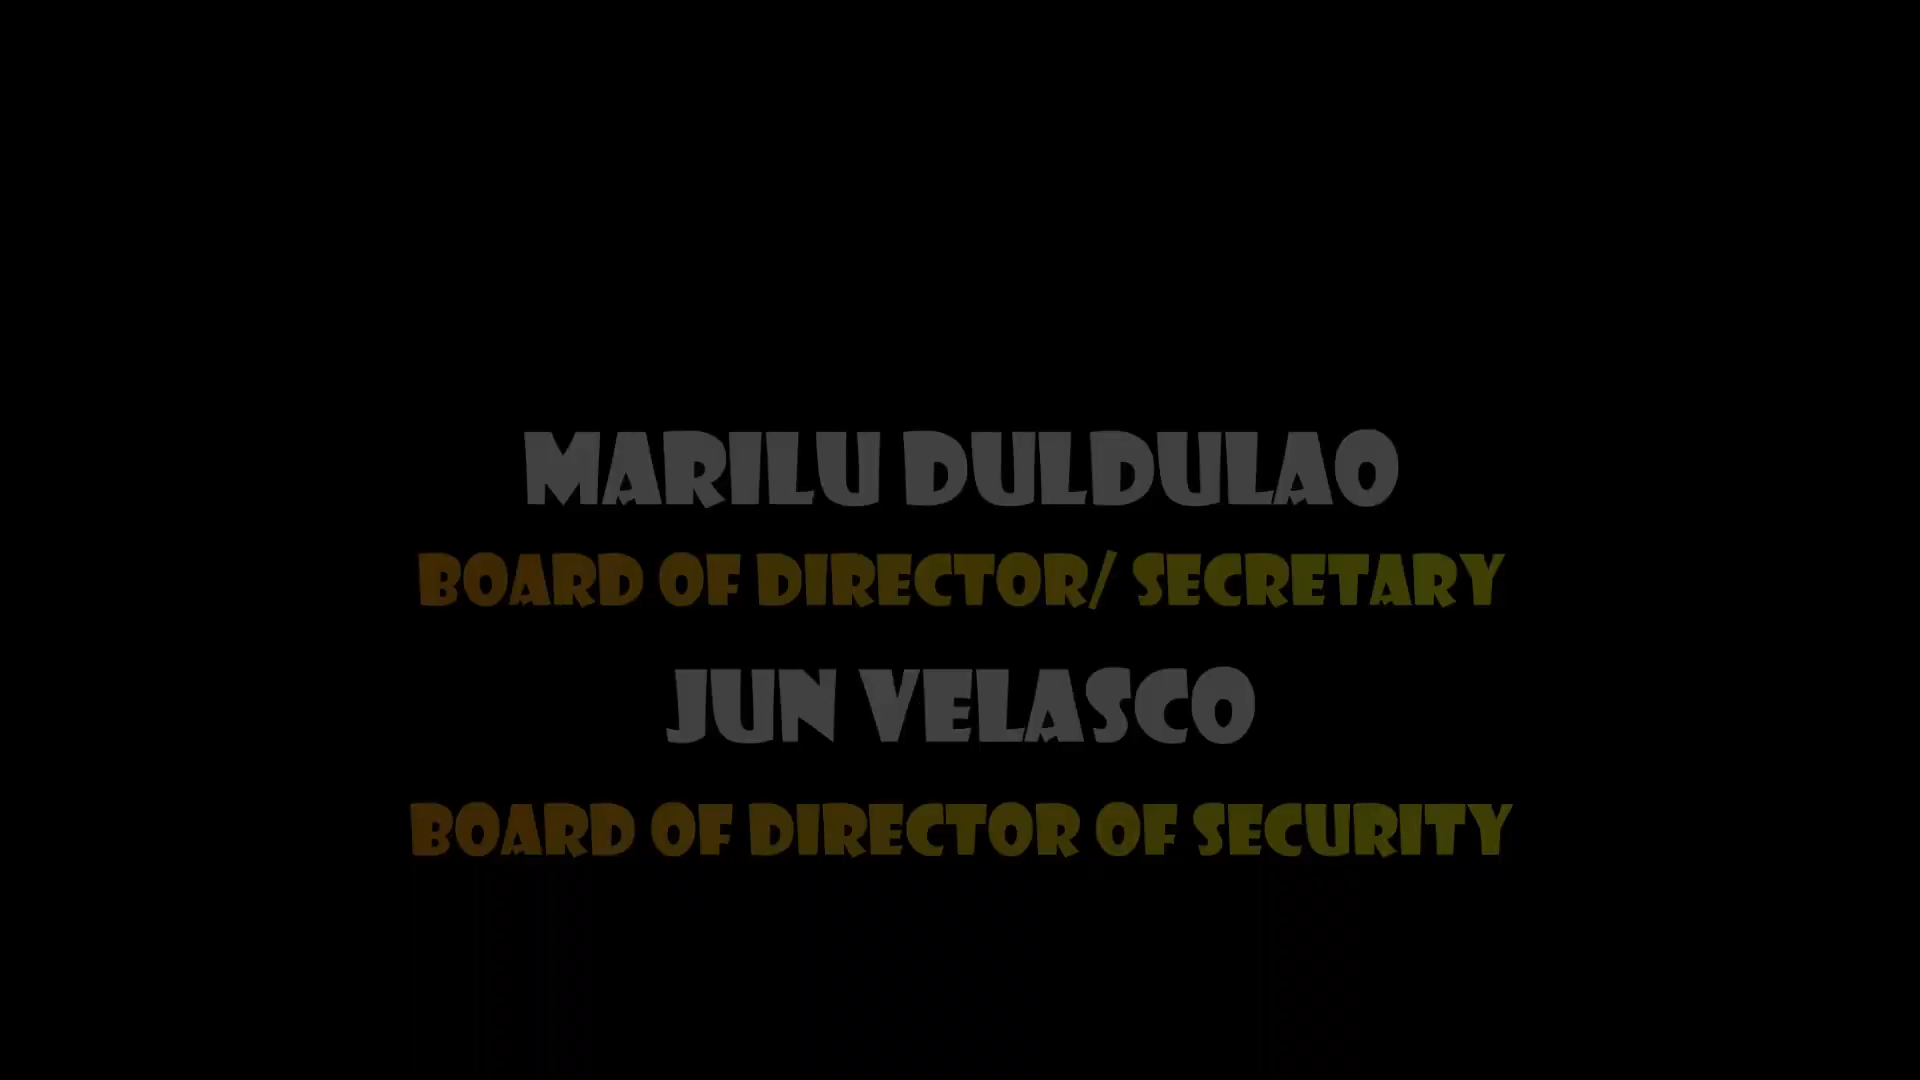 MARILU DULDULAO
BOARD OF DIRECTOR/ SECRETARY
JUN VELASCO
BOARD OF DIRECTOR OF SECURITY